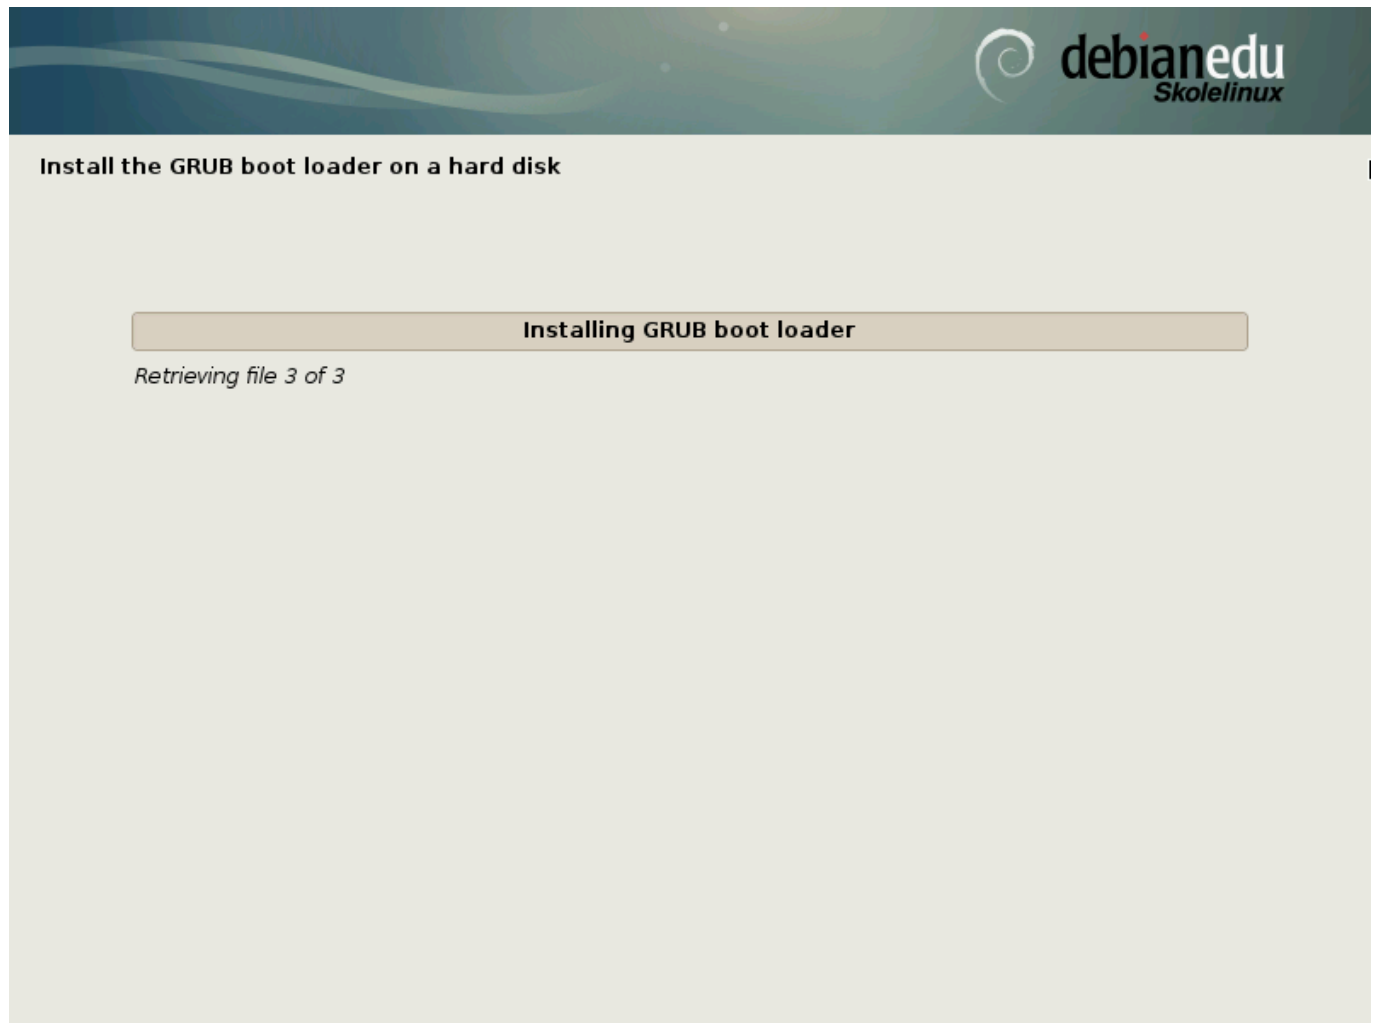 debianedu
Skolelinux
Install the GRUB boot loader on a hard disk
Installing GRUB boot loader
Retrieving file 3 of 3